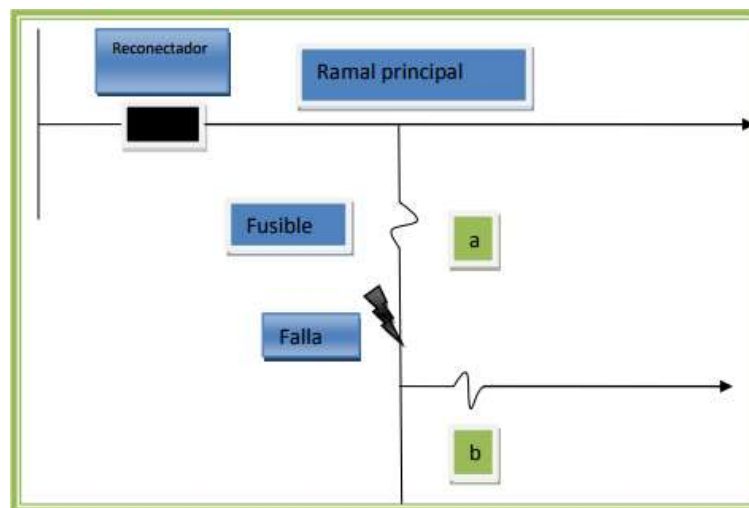 Reconectador
Ramal principal
Fusible
a
Falla
b